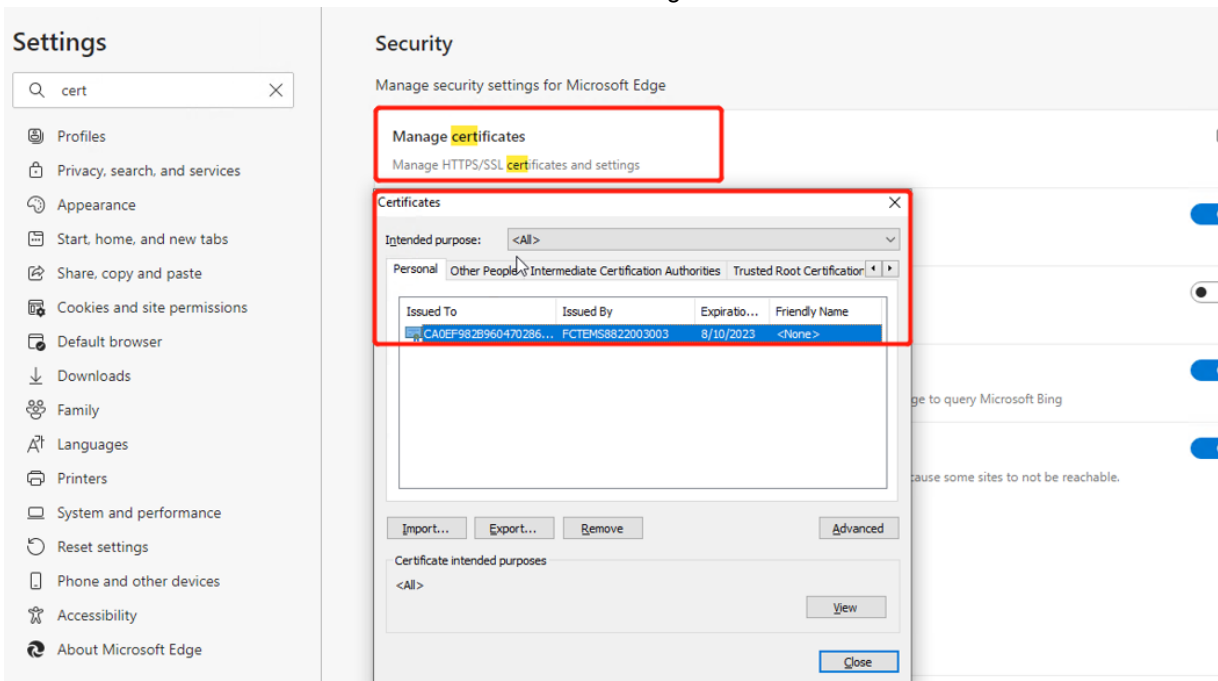 Settings
cert
Profiles
Privacy, search, and services
Appearance
Start, home, and new tabs
Share, copy and paste
Cookies and site permissions
Default browser
Downloads
Family
Languages
Printers
System and performance
Reset settings
Phone and other devices
Accessibility
About Microsoft Edge
Security
Manage security settings for Microsoft Edge
Manage certificates
Manage HTTPS/SSL certificates and settings
Certificates
Intended purpose: <All>
Personal Other People Intermediate Certification Authorities Trusted Root Certification
Issued To Issued By Expiratio... Friendly Name
CA0EF982B960470286... FCTEMS8822003003 8/10/2023 <None>
ge to query Microsoft Bing
cause some sites to not be reachable.
Import... Export... Remove Advanced
Certificate intended purposes
<All>
View
Close